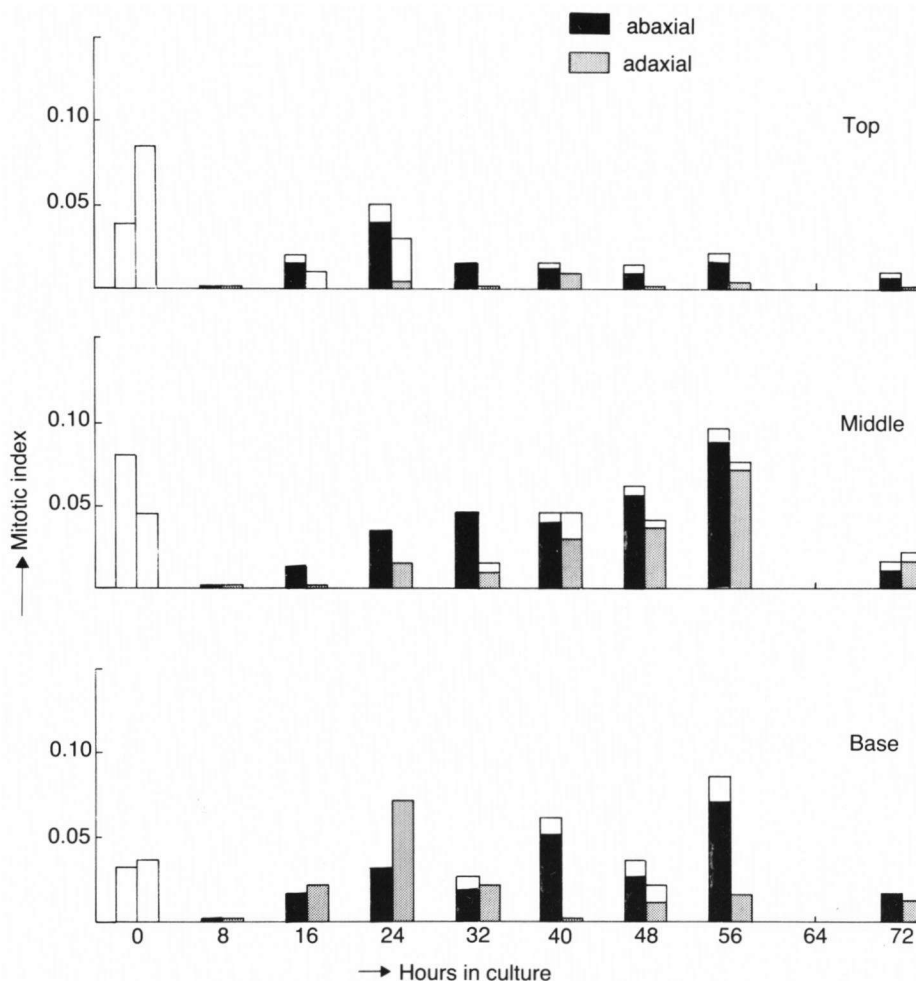 abaxial
adaxial
Top
0.10
0.05
Middle
0.10
0.05
Mitotic index
Base
0.10
0.05
0 8 16 24 32 40 48 56 64 72
Hours in culture